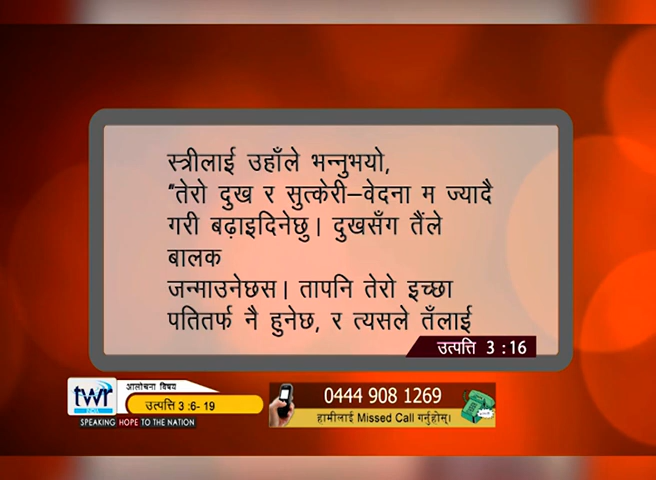 स्त्रीलाई उहाँले भन्नुभयो,
"तेरो दुख र सुत्केरी-वेदना म ज्यादै
गरी बढ़ाइदिनेछु। दुखसँग तैंले
बालक
जन्माउनेछस। तापनि तेरो इच्छा
पतितर्फ नै हुनेछ, र त्यसले तँलाई
उत्पत्ति 3 :16
twr
INDIA
SPEAKING HOPE TO THE NATION
आलोचना विषय
उत्पत्ति 3 :6- 19
0444 908 1269
हामीलाई Missed Call गर्नुहोस्।